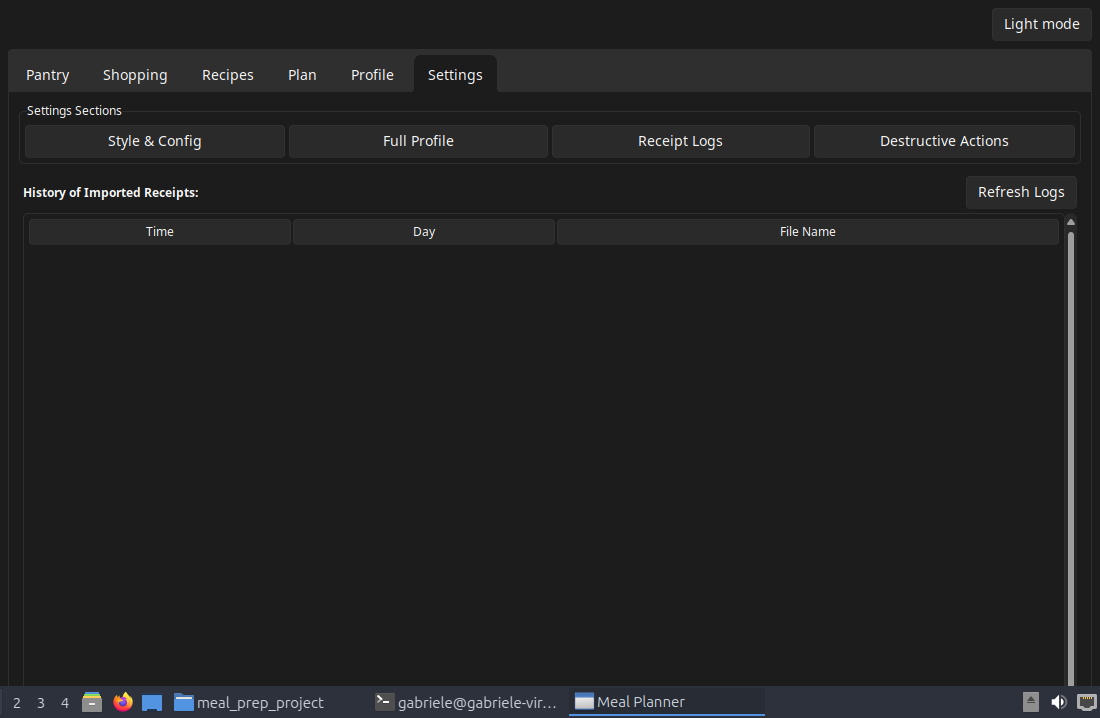 Light mode
Pantry Shopping Recipes Plan Profile Settings
Settings Sections
Style & Config Full Profile Receipt Logs Destructive Actions
History of Imported Receipts: Refresh Logs
Time Day File Name
2 3 4 meal_prep_project gabriele@gabriele-vir... Meal Planner